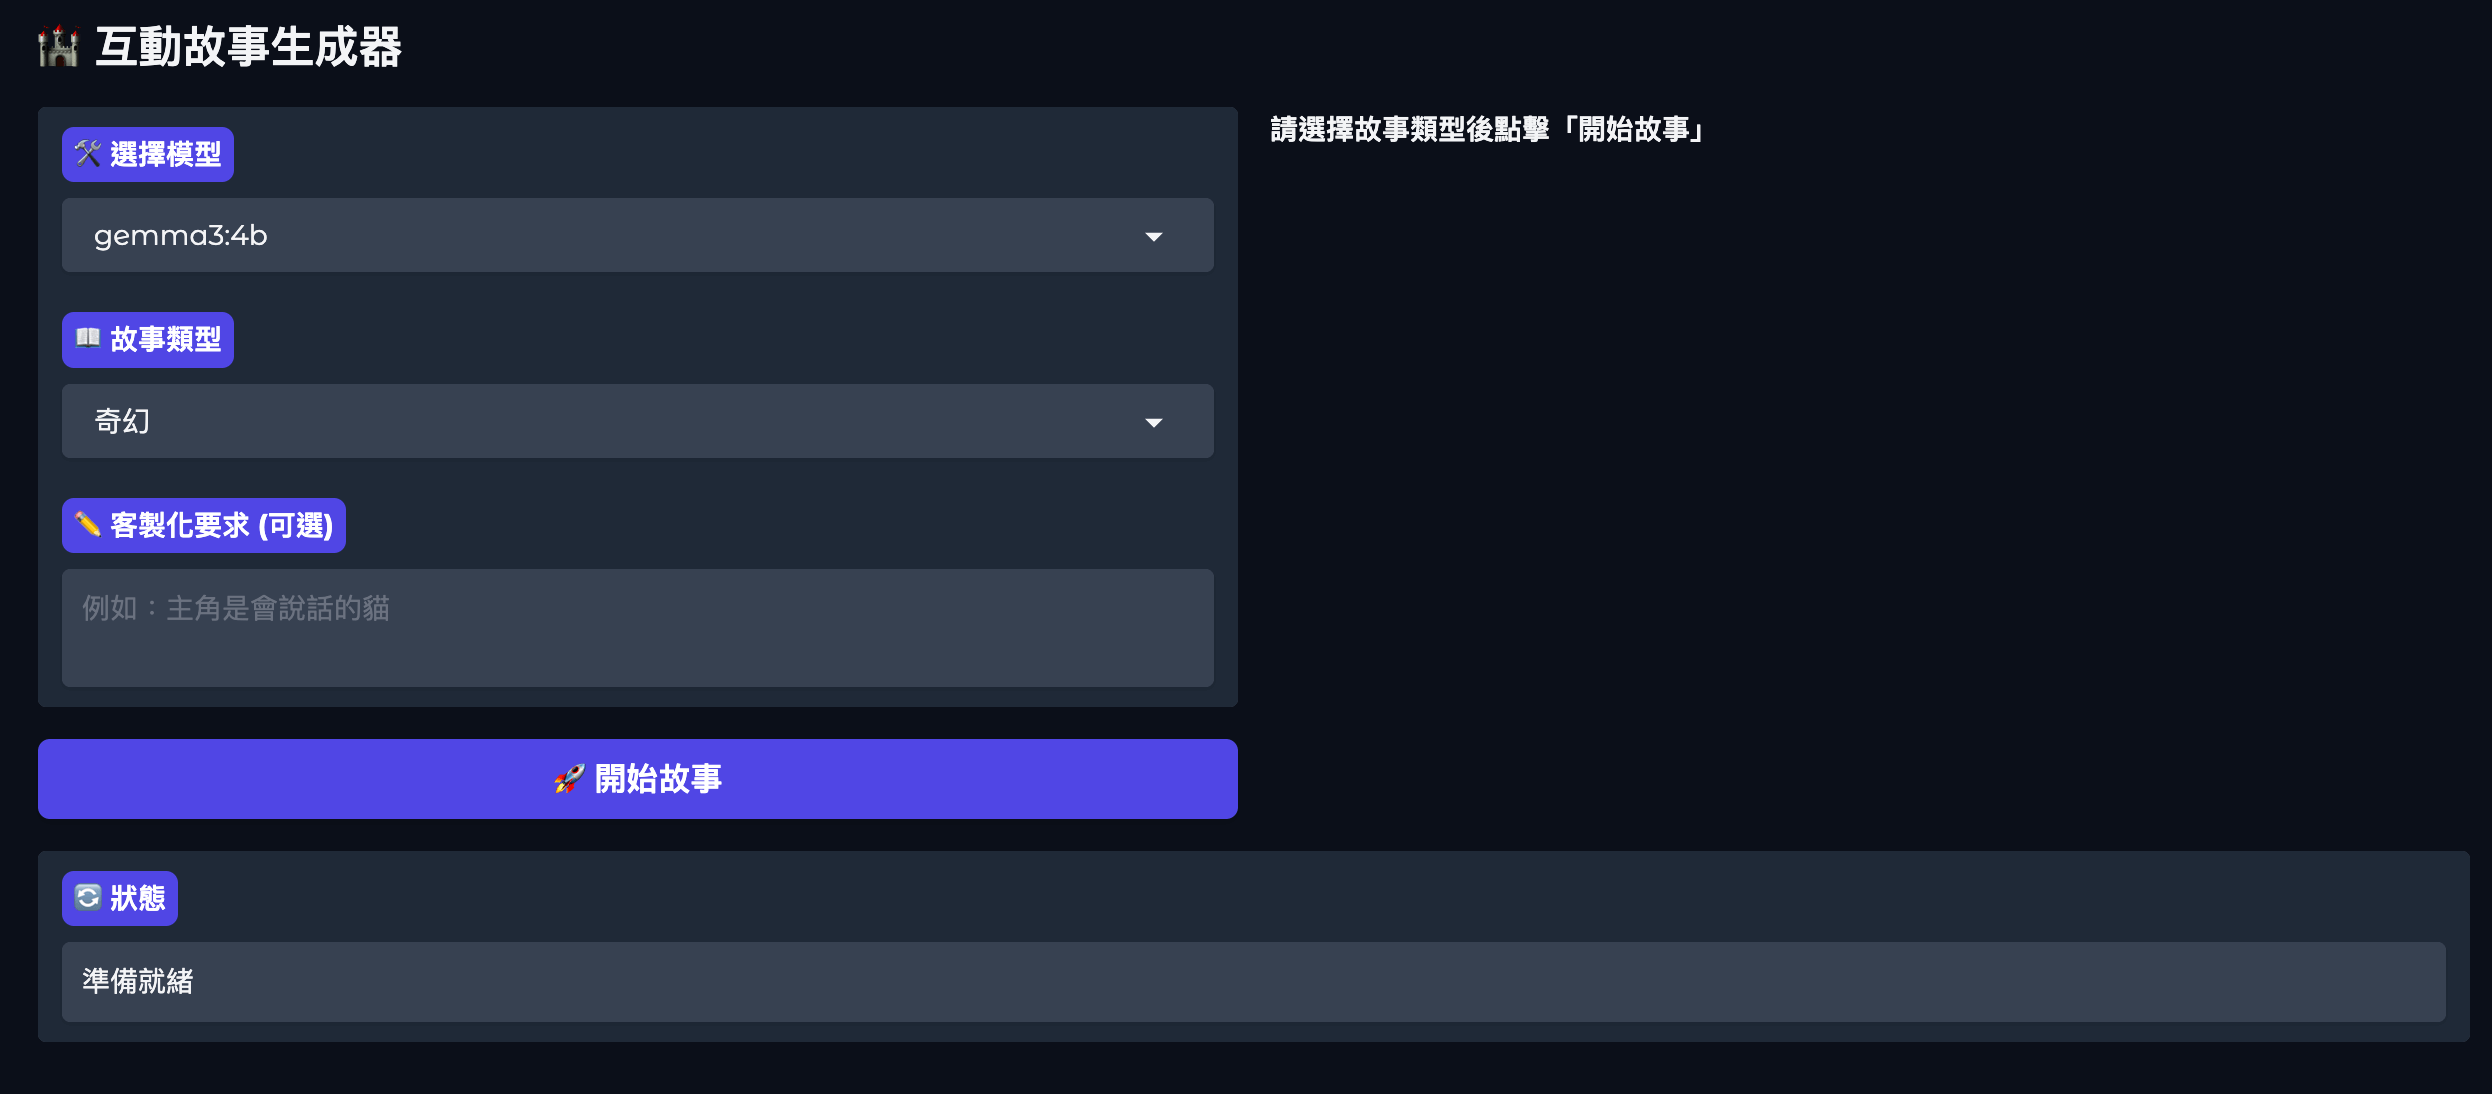 🏰 互動故事生成器
🛠️ 選擇模型
gemma3:4b
📖 故事類型
奇幻
✏️ 客製化要求 (可選)
例如：主角是會說話的貓
🚀 開始故事
請選擇故事類型後點擊「開始故事」
🔄 狀態
準備就緒